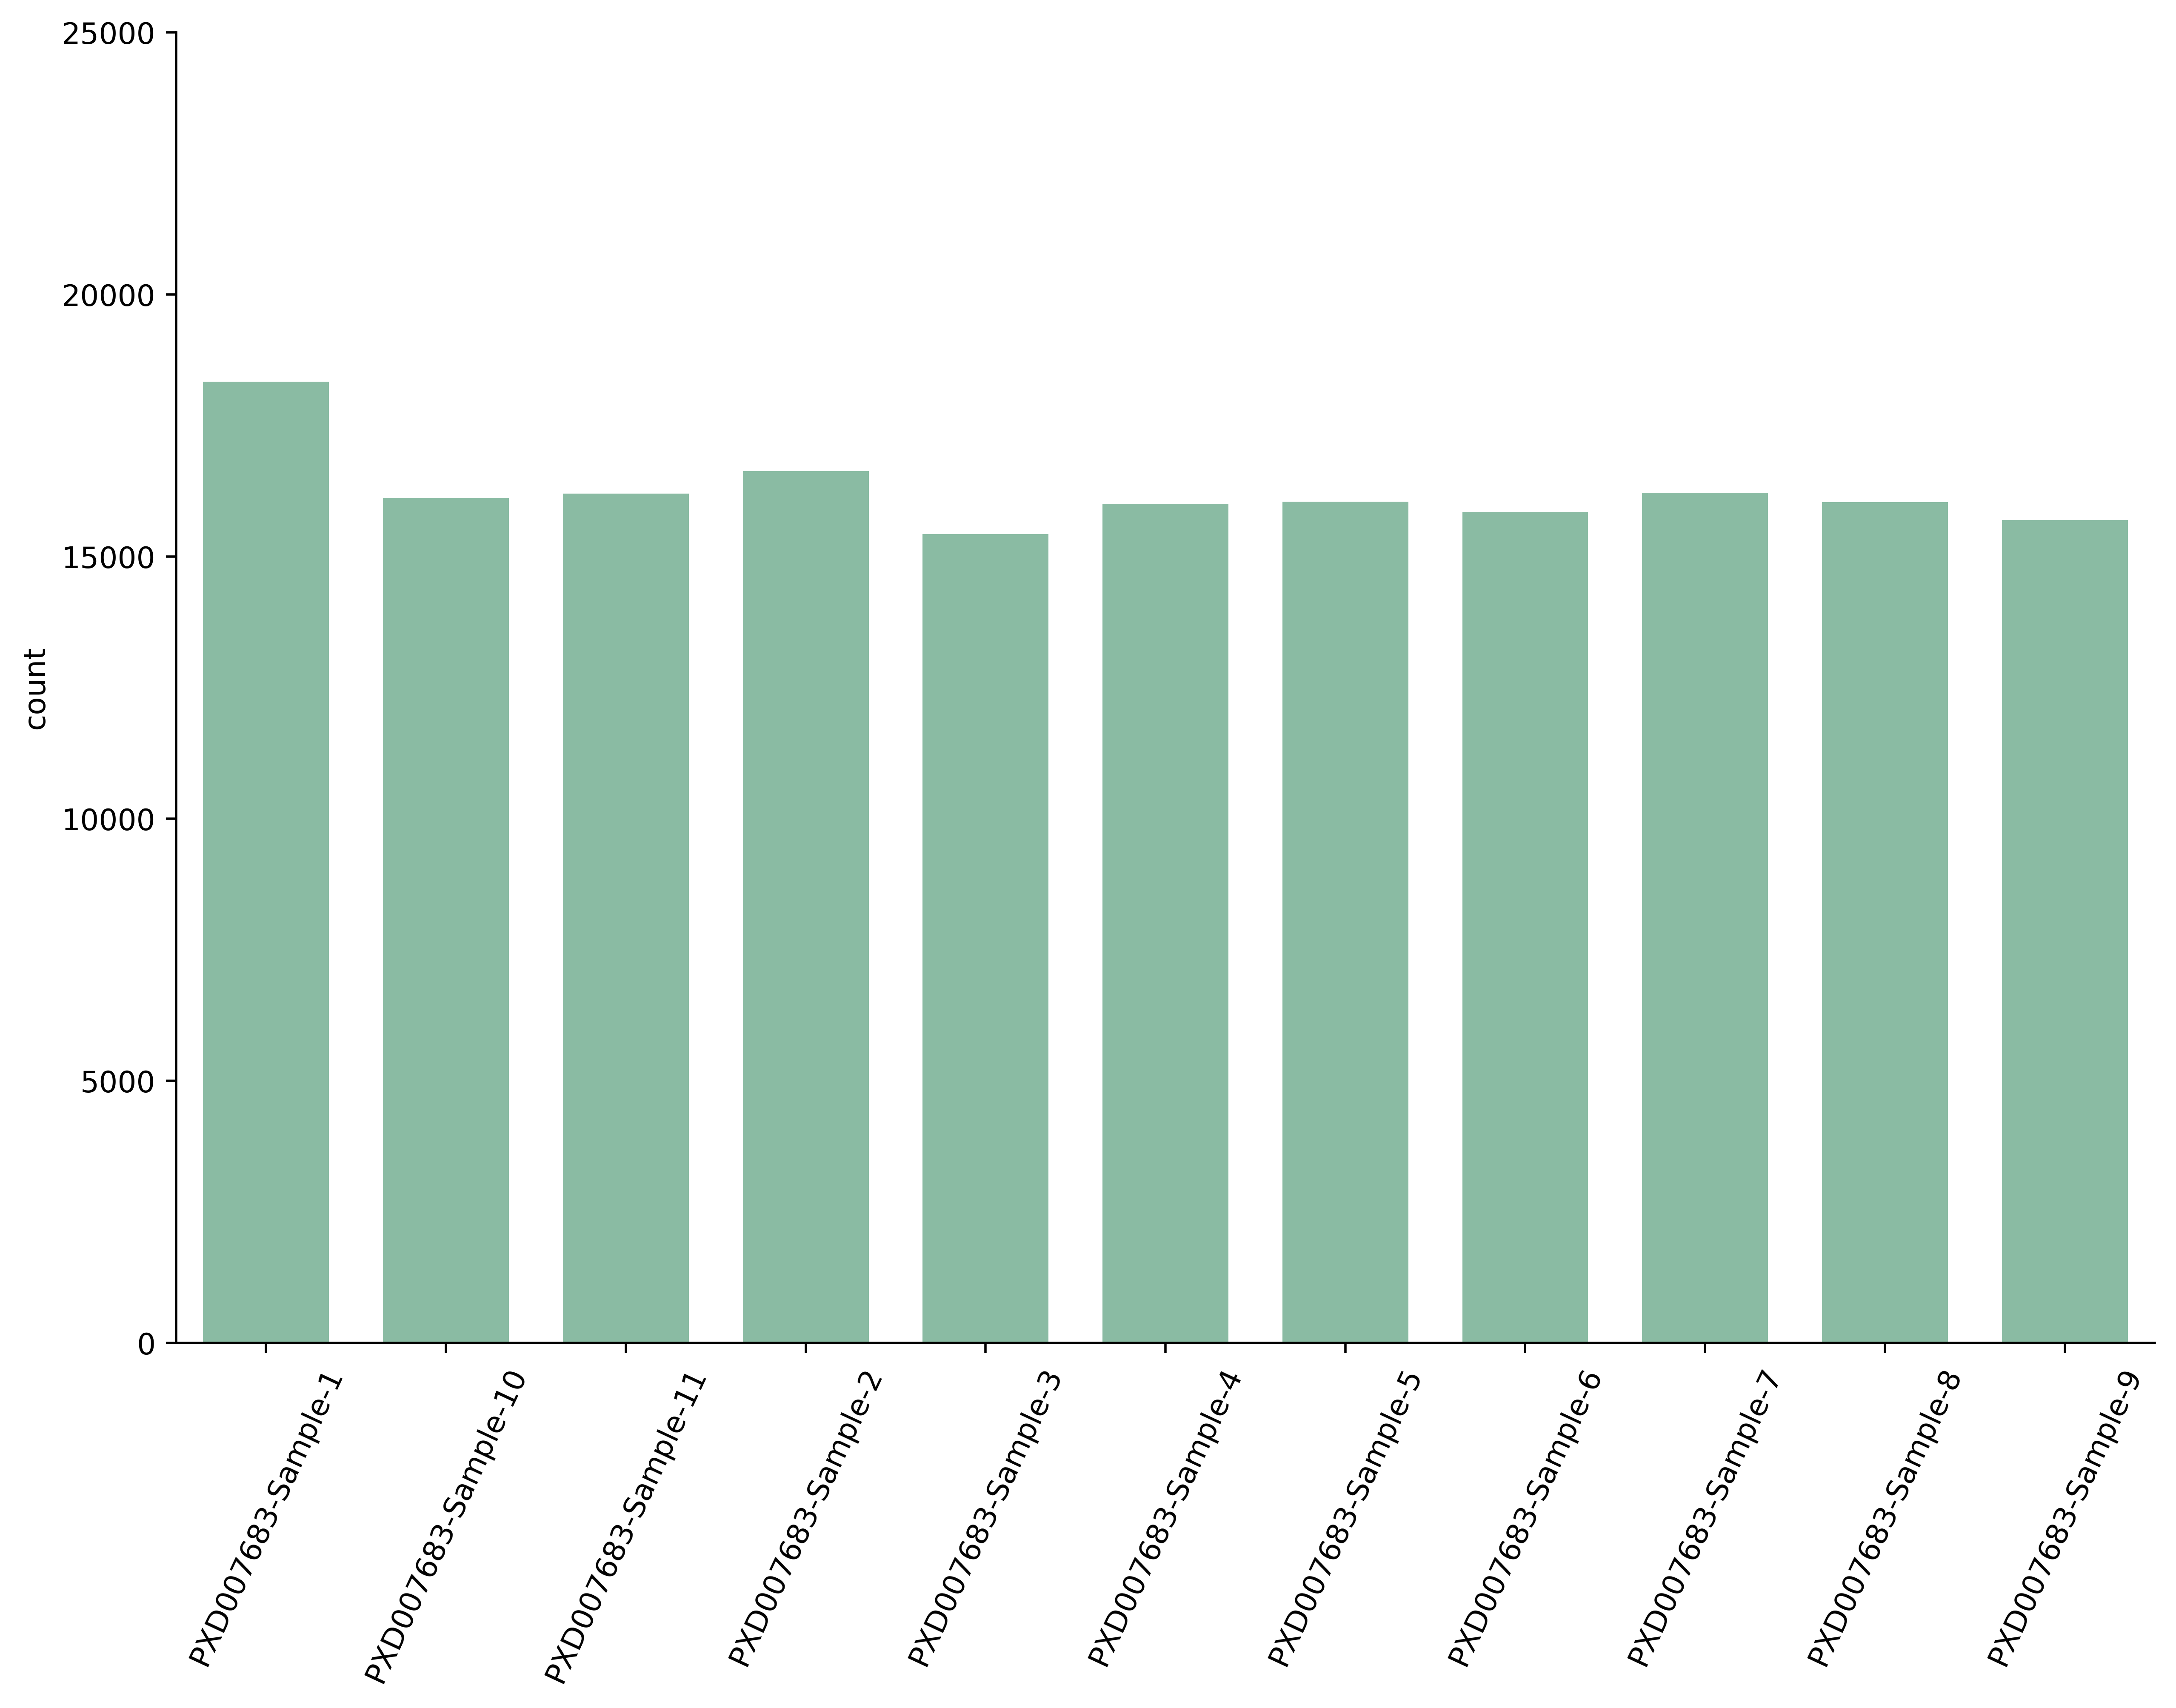 25000
20000
15000
10000
5000
0
count
PXD007683-Sample-1
PXD007683-Sample-10
PXD007683-Sample-11
PXD007683-Sample-2
PXD007683-Sample-3
PXD007683-Sample-4
PXD007683-Sample-5
PXD007683-Sample-6
PXD007683-Sample-7
PXD007683-Sample-8
PXD007683-Sample-9